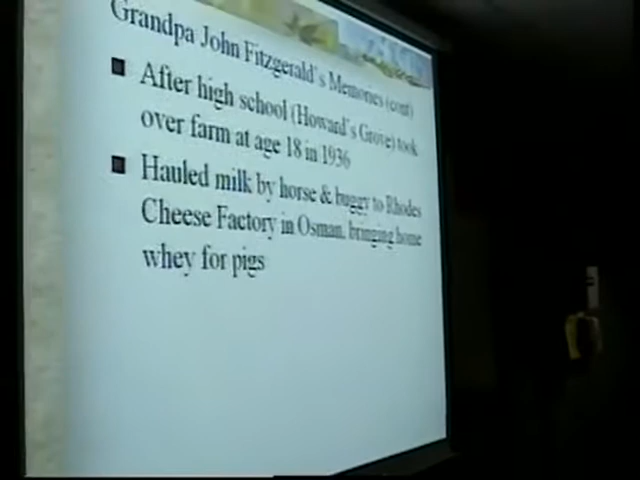 Grandpa John Fitzgerald's Memories (cont)
■ After high school (Howard's Grove) took
over farm at age 18 in 1936
■ Hauled milk by horse & buggy to Rhodes
Cheese Factory in Osman, bringing home
whey for pigs